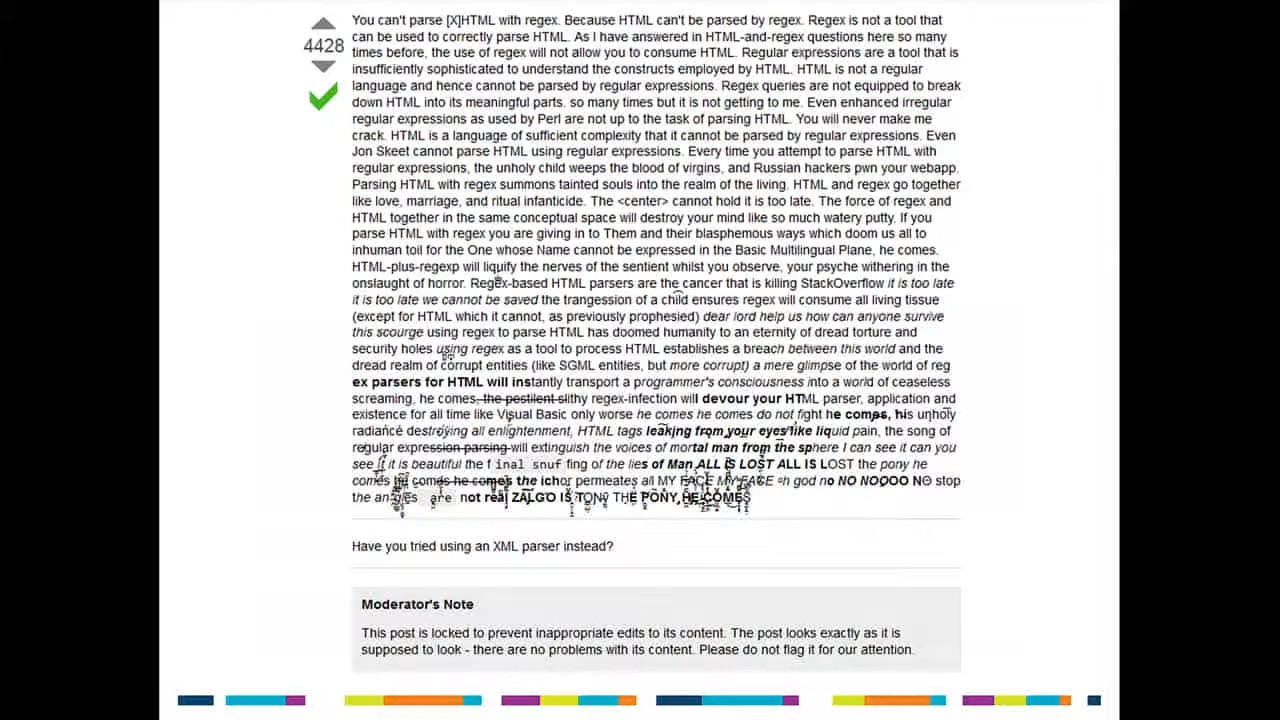 You can't parse [X]HTML with regex. Because HTML can't be parsed by regex. Regex is not a tool that
4428
can be used to correctly parse HTML. As I have answered in HTML-and-regex questions here so many
times before, the use of regex will not allow you to consume HTML. Regular expressions are a tool that is
insufficiently sophisticated to understand the constructs employed by HTML. HTML is not a regular
language and hence cannot be parsed by regular expressions. Regex queries are not equipped to break
down HTML into its meaningful parts. so many times but it is not getting to me. Even enhanced irregular
regular expressions as used by Perl are not up to the task of parsing HTML. You will never make me
crack. HTML is a language of sufficient complexity that it cannot be parsed by regular expressions. Even
Jon Skeet cannot parse HTML using regular expressions. Every time you attempt to parse HTML with
regular expressions, the unholy child weeps the blood of virgins, and Russian hackers pwn your webapp.
Parsing HTML with regex summons tainted souls into the realm of the living. HTML and regex go together
like love, marriage, and ritual infanticide. The <center> cannot hold it is too late. The force of regex and
HTML together in the same conceptual space will destroy your mind like so much watery putty. If you
parse HTML with regex you are giving in to Them and their blasphemous ways which doom us all to
inhuman toil for the One whose Name cannot be expressed in the Basic Multilingual Plane, he comes.
HTML-plus-regexp will liquify the nerves of the sentient whilst you observe, your psyche withering in the
onslaught of horror. Regex-based HTML parsers are the cancer that is killing StackOverflow it is too late
it is too late we cannot be saved the trangession of a child ensures regex will consume all living tissue
(except for HTML which it cannot, as previously prophesied) dear lord help us how can anyone survive
this scourge using regex to parse HTML has doomed humanity to an eternity of dread torture and
security holes using regex as a tool to process HTML establishes a breach between this world and the
dread realm of corrupt entities (like SGML entities, but more corrupt) a mere glimpse of the world of reg
ex parsers for HTML will instantly transport a programmer's consciousness into a world of ceaseless
screaming, he comes, the pestilent slithy regex-infection will devour your HTML parser, application and
existence for all time like Visual Basic only worse he comes he comes do not fight he comes, his unholy
radiance destroying all enlightenment, HTML tags leaking from your eyes like liquid pain, the song of
regular expression parsing will extinguish the voices of mortal man from the sphere I can see it can you
see it it is beautiful the f inal snuf fing of the lies of Man ALL IS LOST ALL IS LOST the pony he
comes he comes he comes the ichor permeates all MY FACE MY FACE oh god no NO NOOOO NO stop
the an gles are not real ZALGO IS TONY THE PONY, HE COMES
Have you tried using an XML parser instead?
Moderator's Note
This post is locked to prevent inappropriate edits to its content. The post looks exactly as it is
supposed to look - there are no problems with its content. Please do not flag it for our attention.